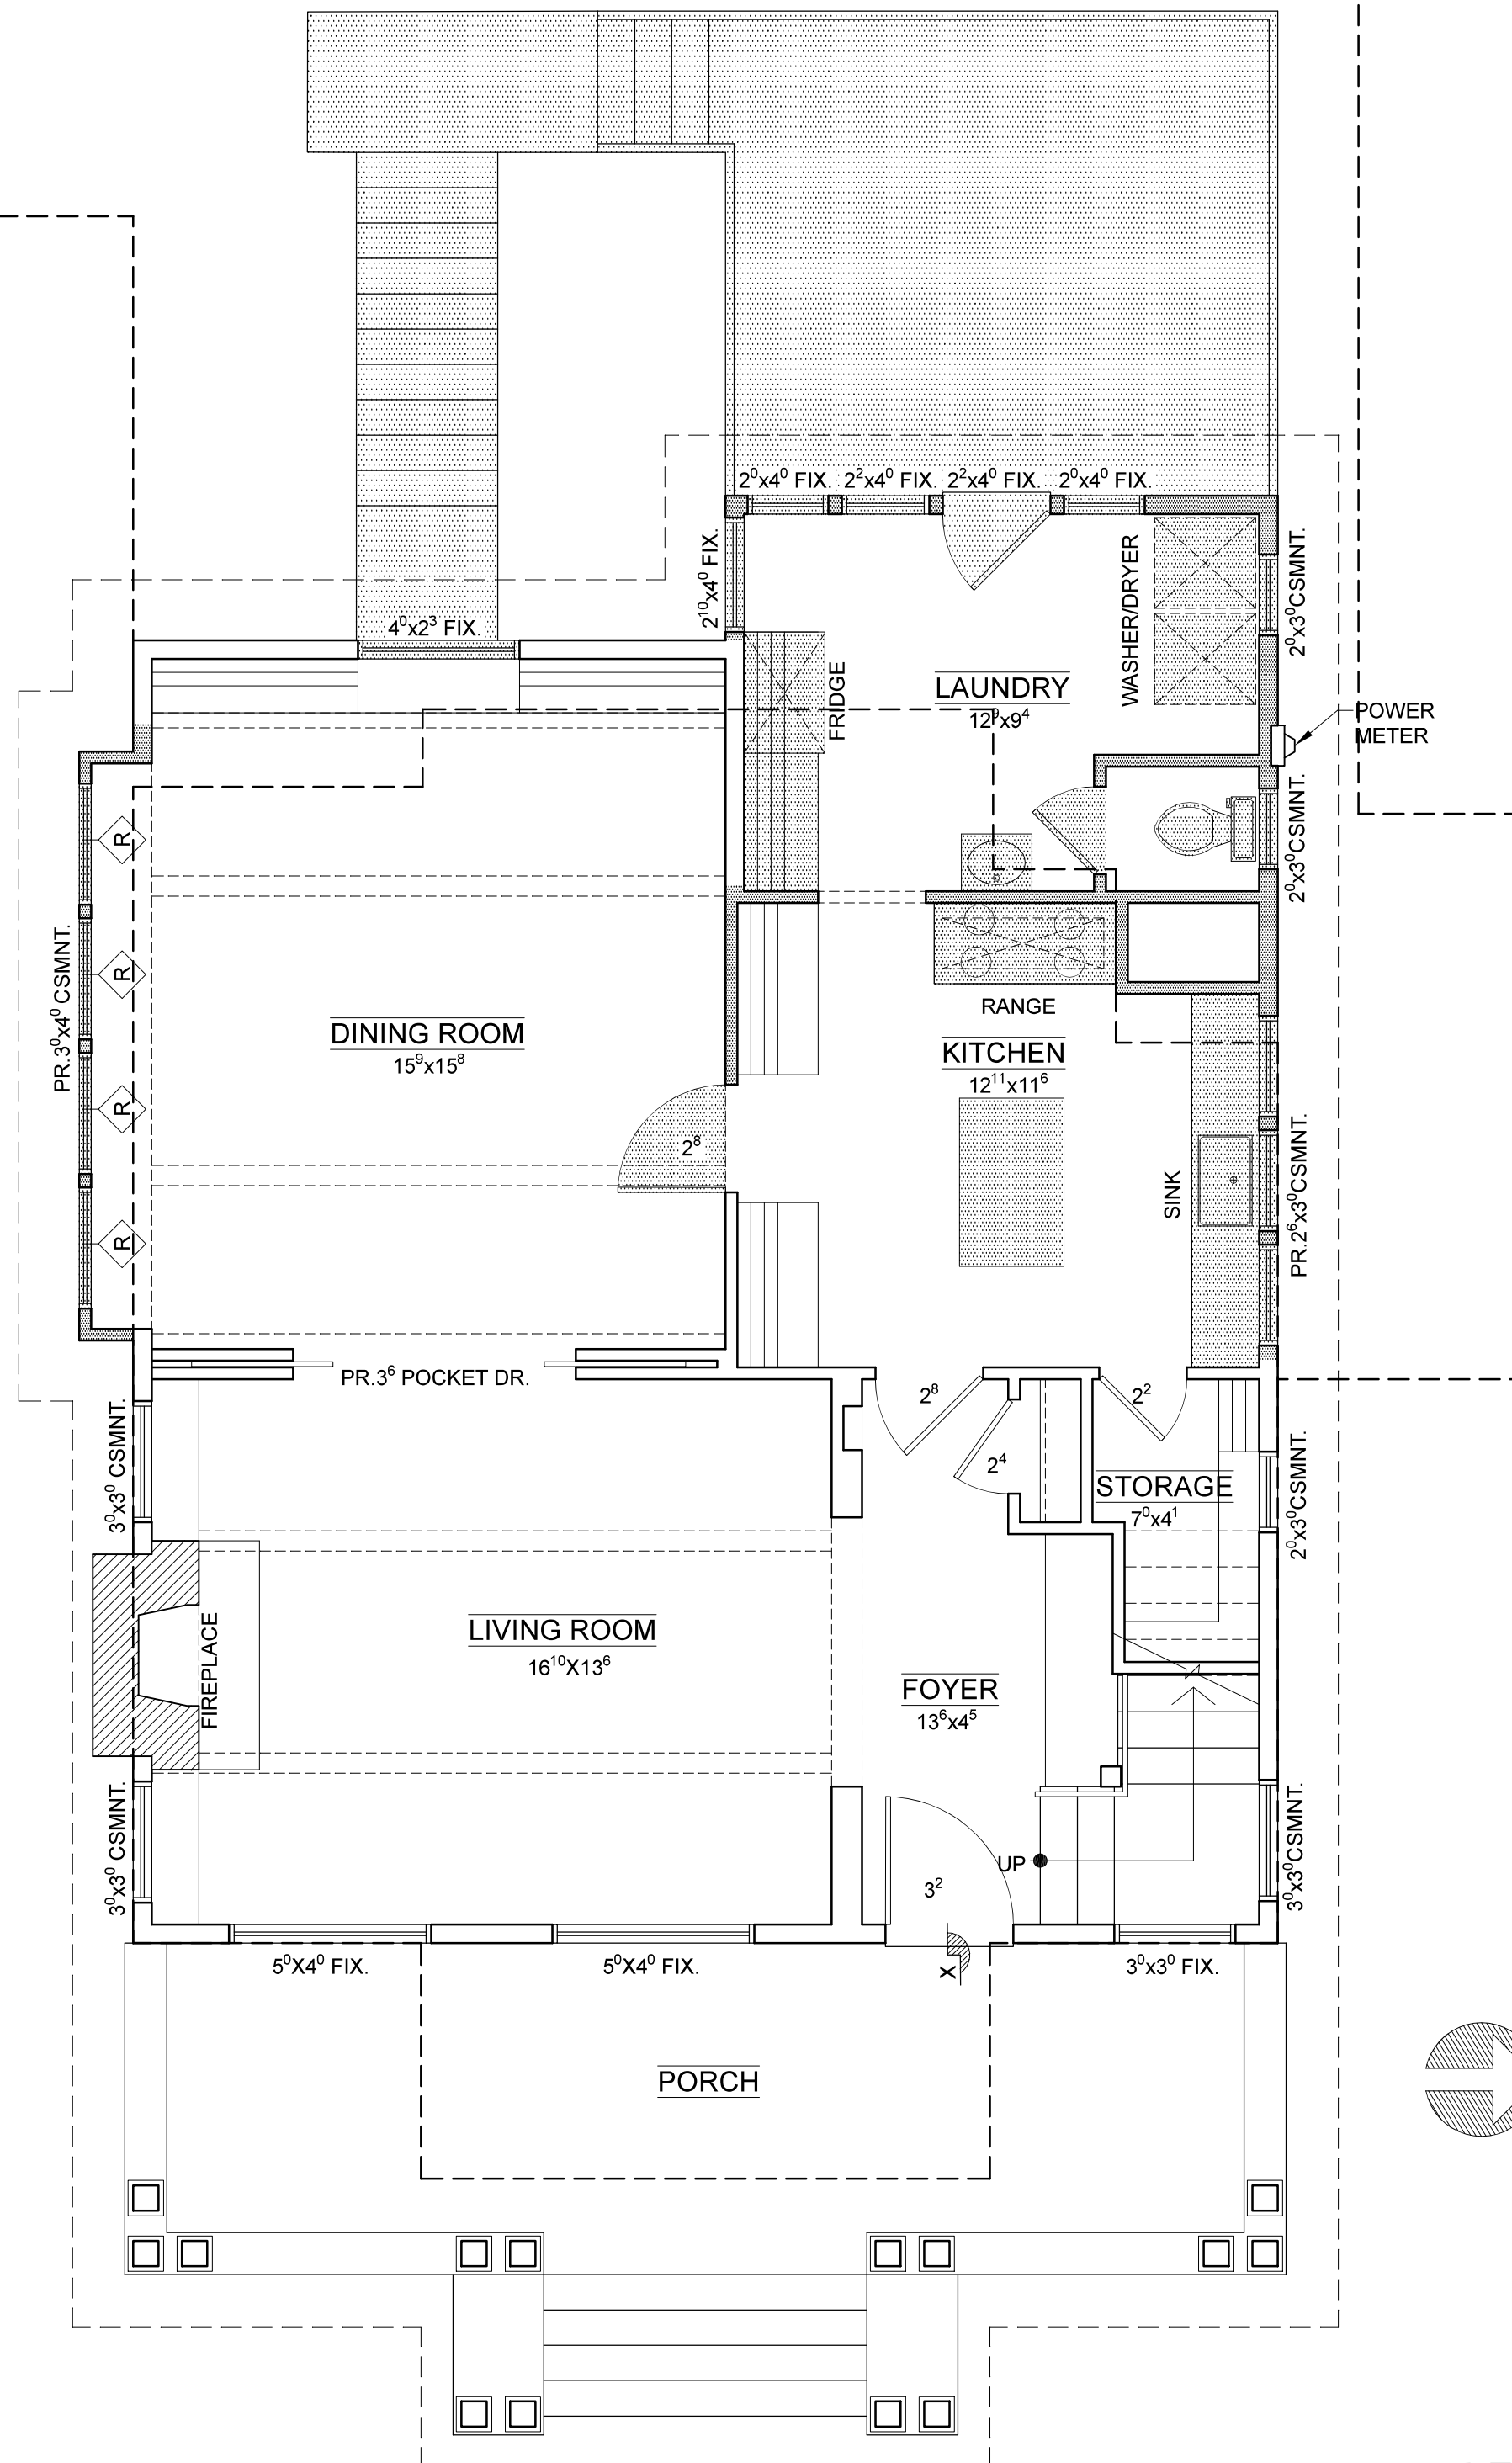 2⁰x4⁰ FIX.
2²x4⁰ FIX.
2²x4⁰ FIX.
2⁰x4⁰ FIX.
2¹⁰x4⁰ FIX.
WASHER/DRYER
2⁰x3⁰CSMNT.
4⁰x2³ FIX.
FRIDGE
LAUNDRY
12⁹x9⁴
POWER
METER
2⁰x3⁰CSMNT.
R
R
R
R
PR.3⁰x4⁰ CSMNT.
DINING ROOM
15⁹x15⁸
RANGE
KITCHEN
12¹¹x11⁶
2⁸
SINK
PR.2⁶x3⁰CSMNT.
PR.3⁶ POCKET DR.
3⁰x3⁰ CSMNT.
2⁸
2⁴
2²
STORAGE
7⁰x4¹
2⁰x3⁰CSMNT.
FIREPLACE
LIVING ROOM
16¹⁰X13⁶
FOYER
13⁶x4⁵
3⁰x3⁰ CSMNT.
UP
3²
3⁰x3⁰CSMNT.
5⁰X4⁰ FIX.
5⁰X4⁰ FIX.
X
3⁰x3⁰ FIX.
PORCH